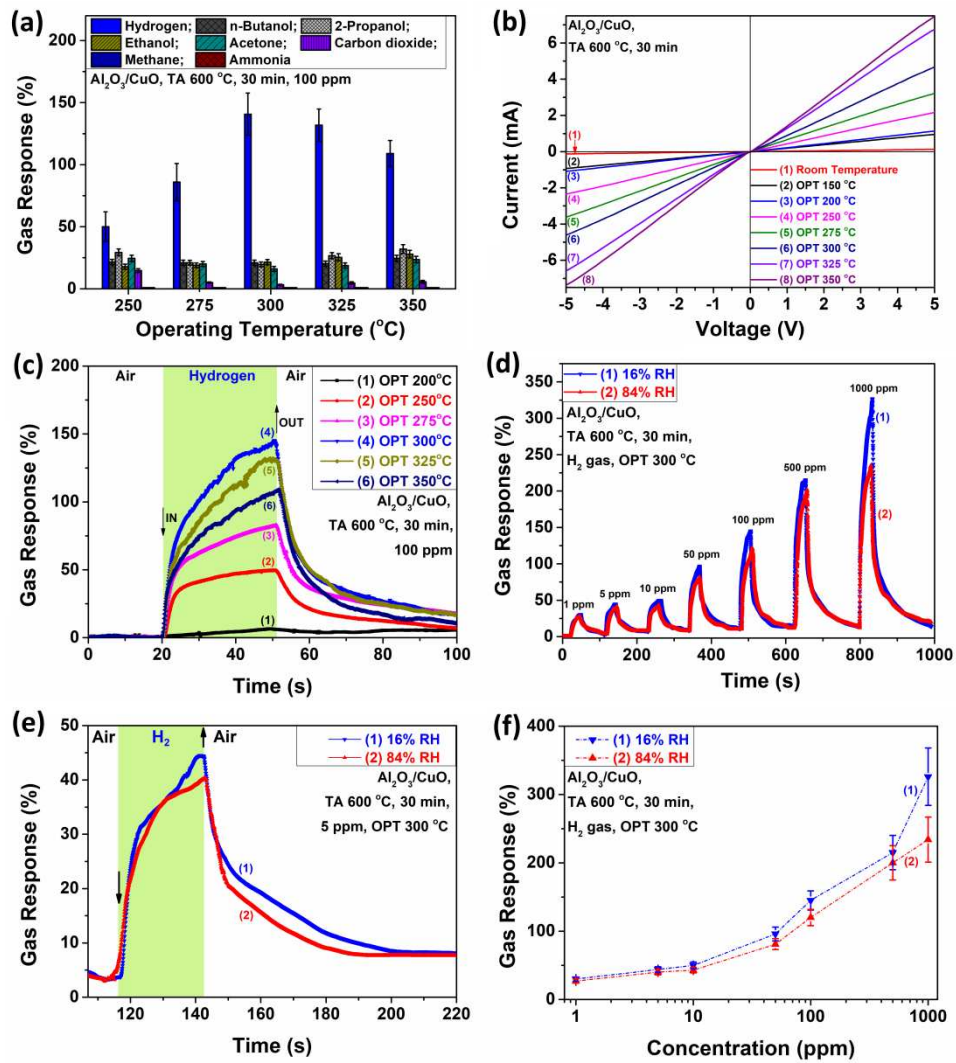 (a)
Hydrogen; n-Butanol; 2-Propanol;
Ethanol; Acetone; Carbon dioxide;
Methane; Ammonia
Al₂O₃/CuO, TA 600 °C, 30 min, 100 ppm
200
150
100
50
0
Gas Response (%)
250 275 300 325 350
Operating Temperature (°C)
(b)
Al₂O₃/CuO,
TA 600 °C, 30 min
6
4
2
0
-2
-4
-6
Current (mA)
(1)
(2)
(3)
(4)
(5)
(6)
(7)
(8)
(1) Room Temperature
(2) OPT 150 °C
(3) OPT 200 °C
(4) OPT 250 °C
(5) OPT 275 °C
(6) OPT 300 °C
(7) OPT 325 °C
(8) OPT 350 °C
-5 -4 -3 -2 -1 0 1 2 3 4 5
Voltage (V)
(c)
Air Hydrogen Air
200
150
100
50
0
Gas Response (%)
IN
OUT
(4)
(5)
(6)
(3)
(2)
(1)
(1) OPT 200°C
(2) OPT 250°C
(3) OPT 275°C
(4) OPT 300°C
(5) OPT 325°C
(6) OPT 350°C
Al₂O₃/CuO,
TA 600 °C, 30 min,
100 ppm
0 20 40 60 80 100
Time (s)
(d)
(1) 16% RH
(2) 84% RH
Al₂O₃/CuO,
TA 600 °C, 30 min,
H₂ gas, OPT 300 °C
350
300
250
200
150
100
50
0
Gas Response (%)
1 ppm
5 ppm
10 ppm
50 ppm
100 ppm
500 ppm
1000 ppm
(1)
(2)
0 200 400 600 800 1000
Time (s)
(e)
Air H₂ Air
50
40
30
20
10
0
Gas Response (%)
(1) 16% RH
(2) 84% RH
Al₂O₃/CuO,
TA 600 °C, 30 min,
5 ppm, OPT 300 °C
(1)
(2)
120 140 160 180 200 220
Time (s)
(f)
(1) 16% RH
(2) 84% RH
Al₂O₃/CuO,
TA 600 °C, 30 min,
H₂ gas, OPT 300 °C
400
300
200
100
0
Gas Response (%)
(1)
(2)
1 10 100 1000
Concentration (ppm)